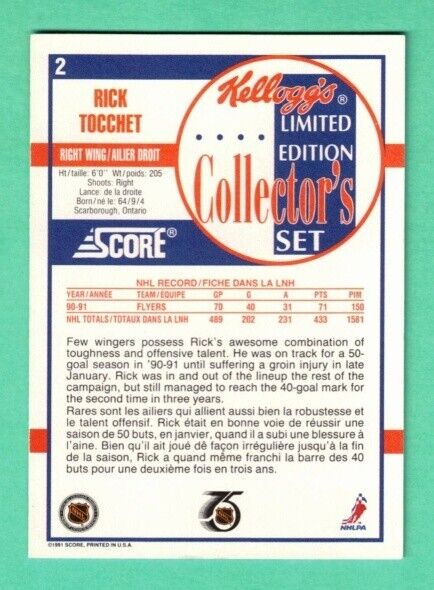 2
RICK
TOCCHET
RIGHT WING/AILIER DROIT
Ht/taille: 6'0" Wt/poids: 205
Shoots: Right
Lance: de la droite
Born/né le: 64/9/4
Scarborough, Ontario
SCORE®
Kellogg's®
LIMITED
EDITION
Collector's
SET
NHL RECORD/FICHE DANS LA LNH
YEAR/ANNÉE TEAM/ÉQUIPE GP G A PTS PIM
90-91 FLYERS 70 40 31 71 150
NHL TOTALS/TOTAUX DANS LA LNH 489 202 231 433 1581
Few wingers possess Rick's awesome combination of
toughness and offensive talent. He was on track for a 50-
goal season in '90-91 until suffering a groin injury in late
January. Rick was in and out of the lineup the rest of the
campaign, but still managed to reach the 40-goal mark for
the second time in three years.
Rares sont les ailiers qui allient aussi bien la robustesse et
le talent offensif. Rick était en bonne voie de réussir une
saison de 50 buts, en janvier, quand il a subi une blessure à
l'aine. Bien qu'il ait joué dê façon irrégulière jusqu'à la fin
de la saison, Rick a quand même franchi la barre des 40
buts pour une deuxième fois en trois ans.
75
NHL
NHLPA
©1991 SCORE, PRINTED IN U.S.A.